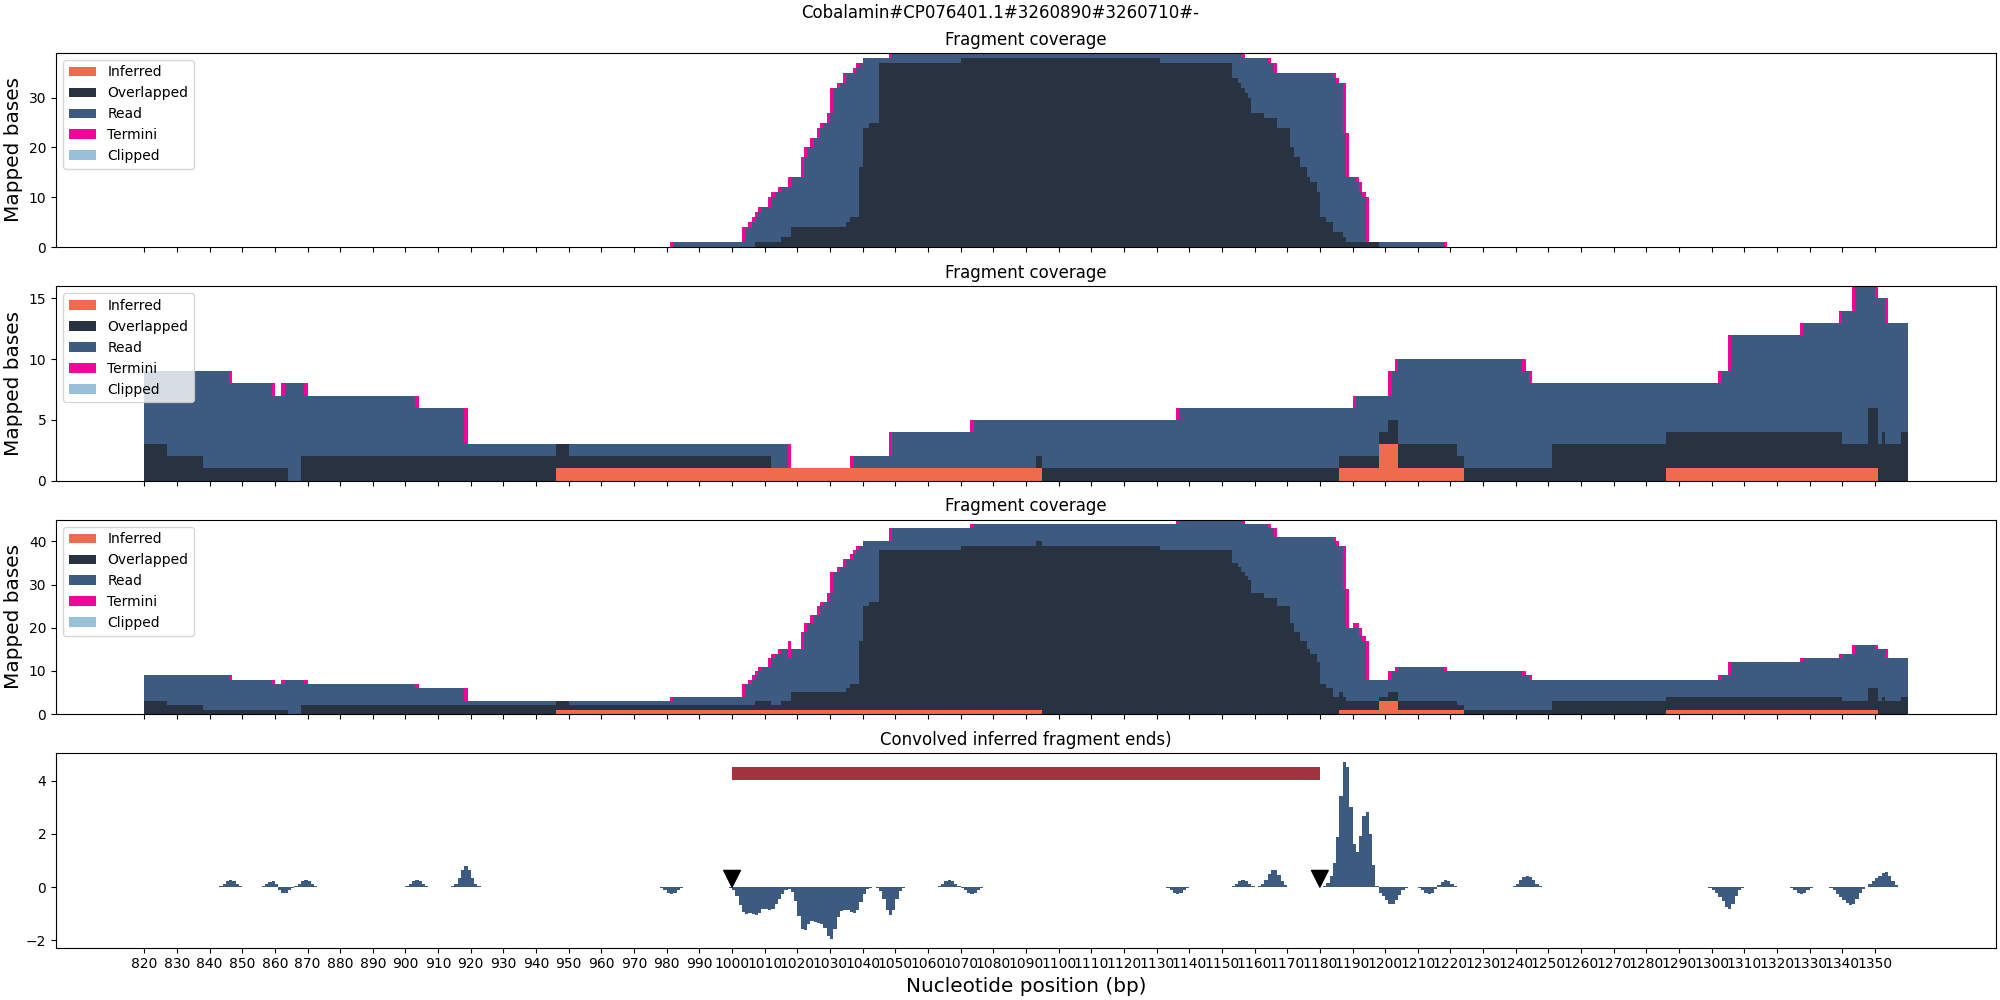 Cobalamin#CP076401.1#3260890#3260710#-
Fragment coverage
Mapped bases
30
20
10
0
Inferred
Overlapped
Read
Termini
Clipped
Fragment coverage
Mapped bases
15
10
5
0
Inferred
Overlapped
Read
Termini
Clipped
Fragment coverage
Mapped bases
40
30
20
10
0
Inferred
Overlapped
Read
Termini
Clipped
Convolved inferred fragment ends)
4
2
0
−2
820 830 840 850 860 870 880 890 900 910 920 930 940 950 960 970 980 990 1000 1010 1020 1030 1040 1050 1060 1070 1080 1090 1100 1110 1120 1130 1140 1150 1160 1170 1180 1190 1200 1210 1220 1230 1240 1250 1260 1270 1280 1290 1300 1310 1320 1330 1340 1350
Nucleotide position (bp)